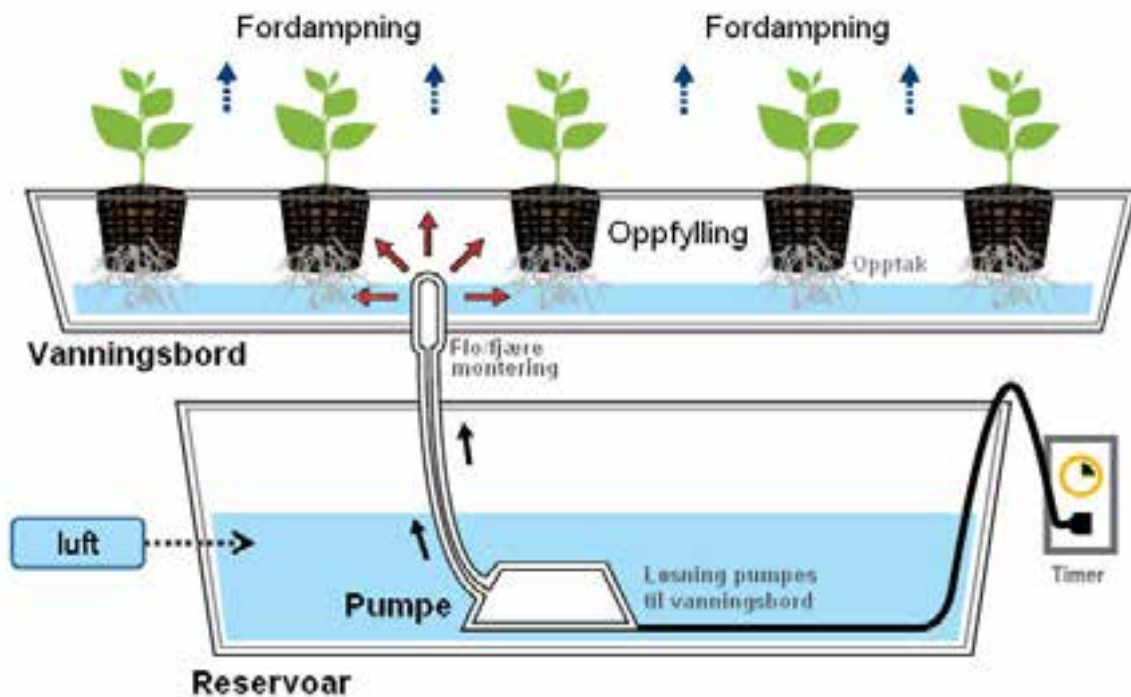 Fordampning
Fordampning
Oppfylling
Opptak
Vanningsbord
Flo/fjære
montering
luft
Løsning pumpes
til vanningsbord
Pumpe
Timer
Reservoar